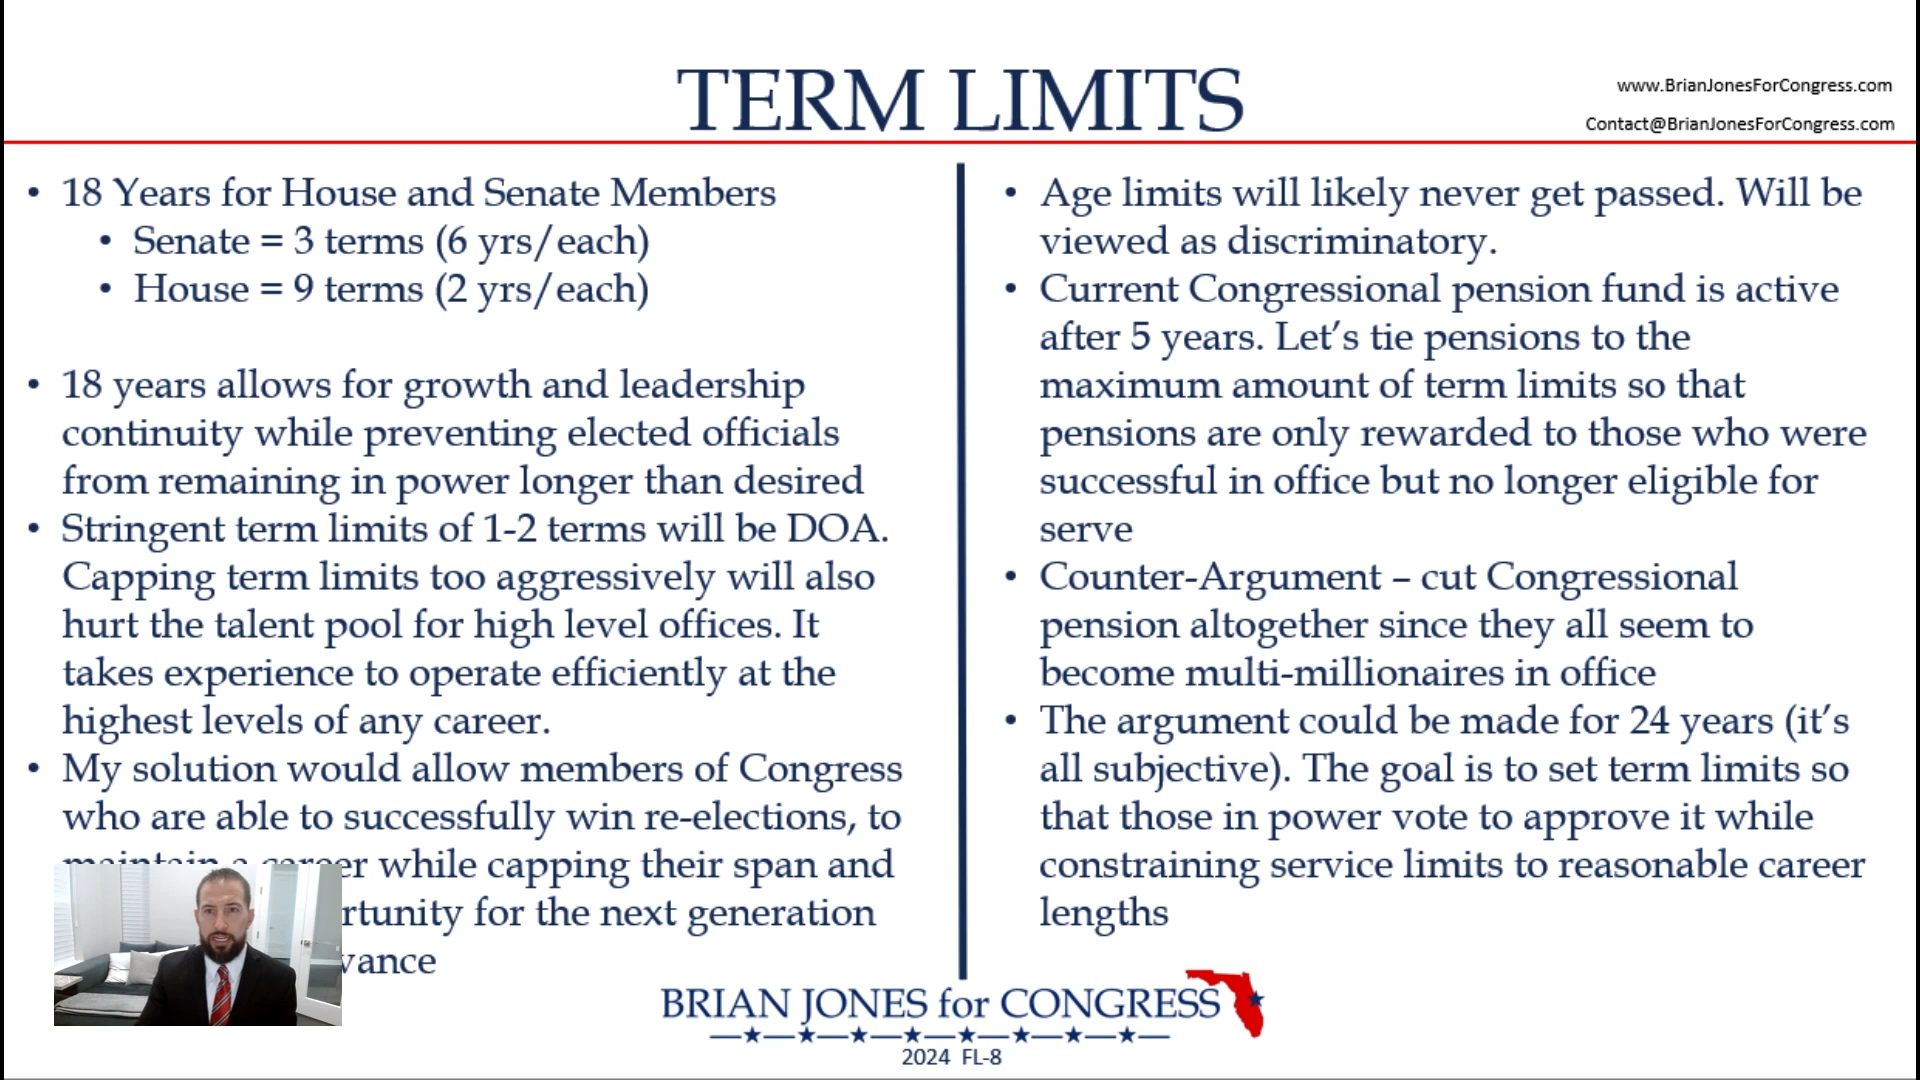 TERM LIMITS
www.BrianJonesForCongress.com
Contact@BrianJonesForCongress.com
• 18 Years for House and Senate Members
• Senate = 3 terms (6 yrs/each)
• House = 9 terms (2 yrs/each)
• 18 years allows for growth and leadership
continuity while preventing elected officials
from remaining in power longer than desired
• Stringent term limits of 1-2 terms will be DOA.
Capping term limits too aggressively will also
hurt the talent pool for high level offices. It
takes experience to operate efficiently at the
highest levels of any career.
• My solution would allow members of Congress
who are able to successfully win re-elections, to
maintain a career while capping their span and
rtunity for the next generation
vance
• Age limits will likely never get passed. Will be
viewed as discriminatory.
• Current Congressional pension fund is active
after 5 years. Let’s tie pensions to the
maximum amount of term limits so that
pensions are only rewarded to those who were
successful in office but no longer eligible for
serve
• Counter-Argument – cut Congressional
pension altogether since they all seem to
become multi-millionaires in office
• The argument could be made for 24 years (it’s
all subjective). The goal is to set term limits so
that those in power vote to approve it while
constraining service limits to reasonable career
lengths
BRIAN JONES for CONGRESS
2024 FL-8